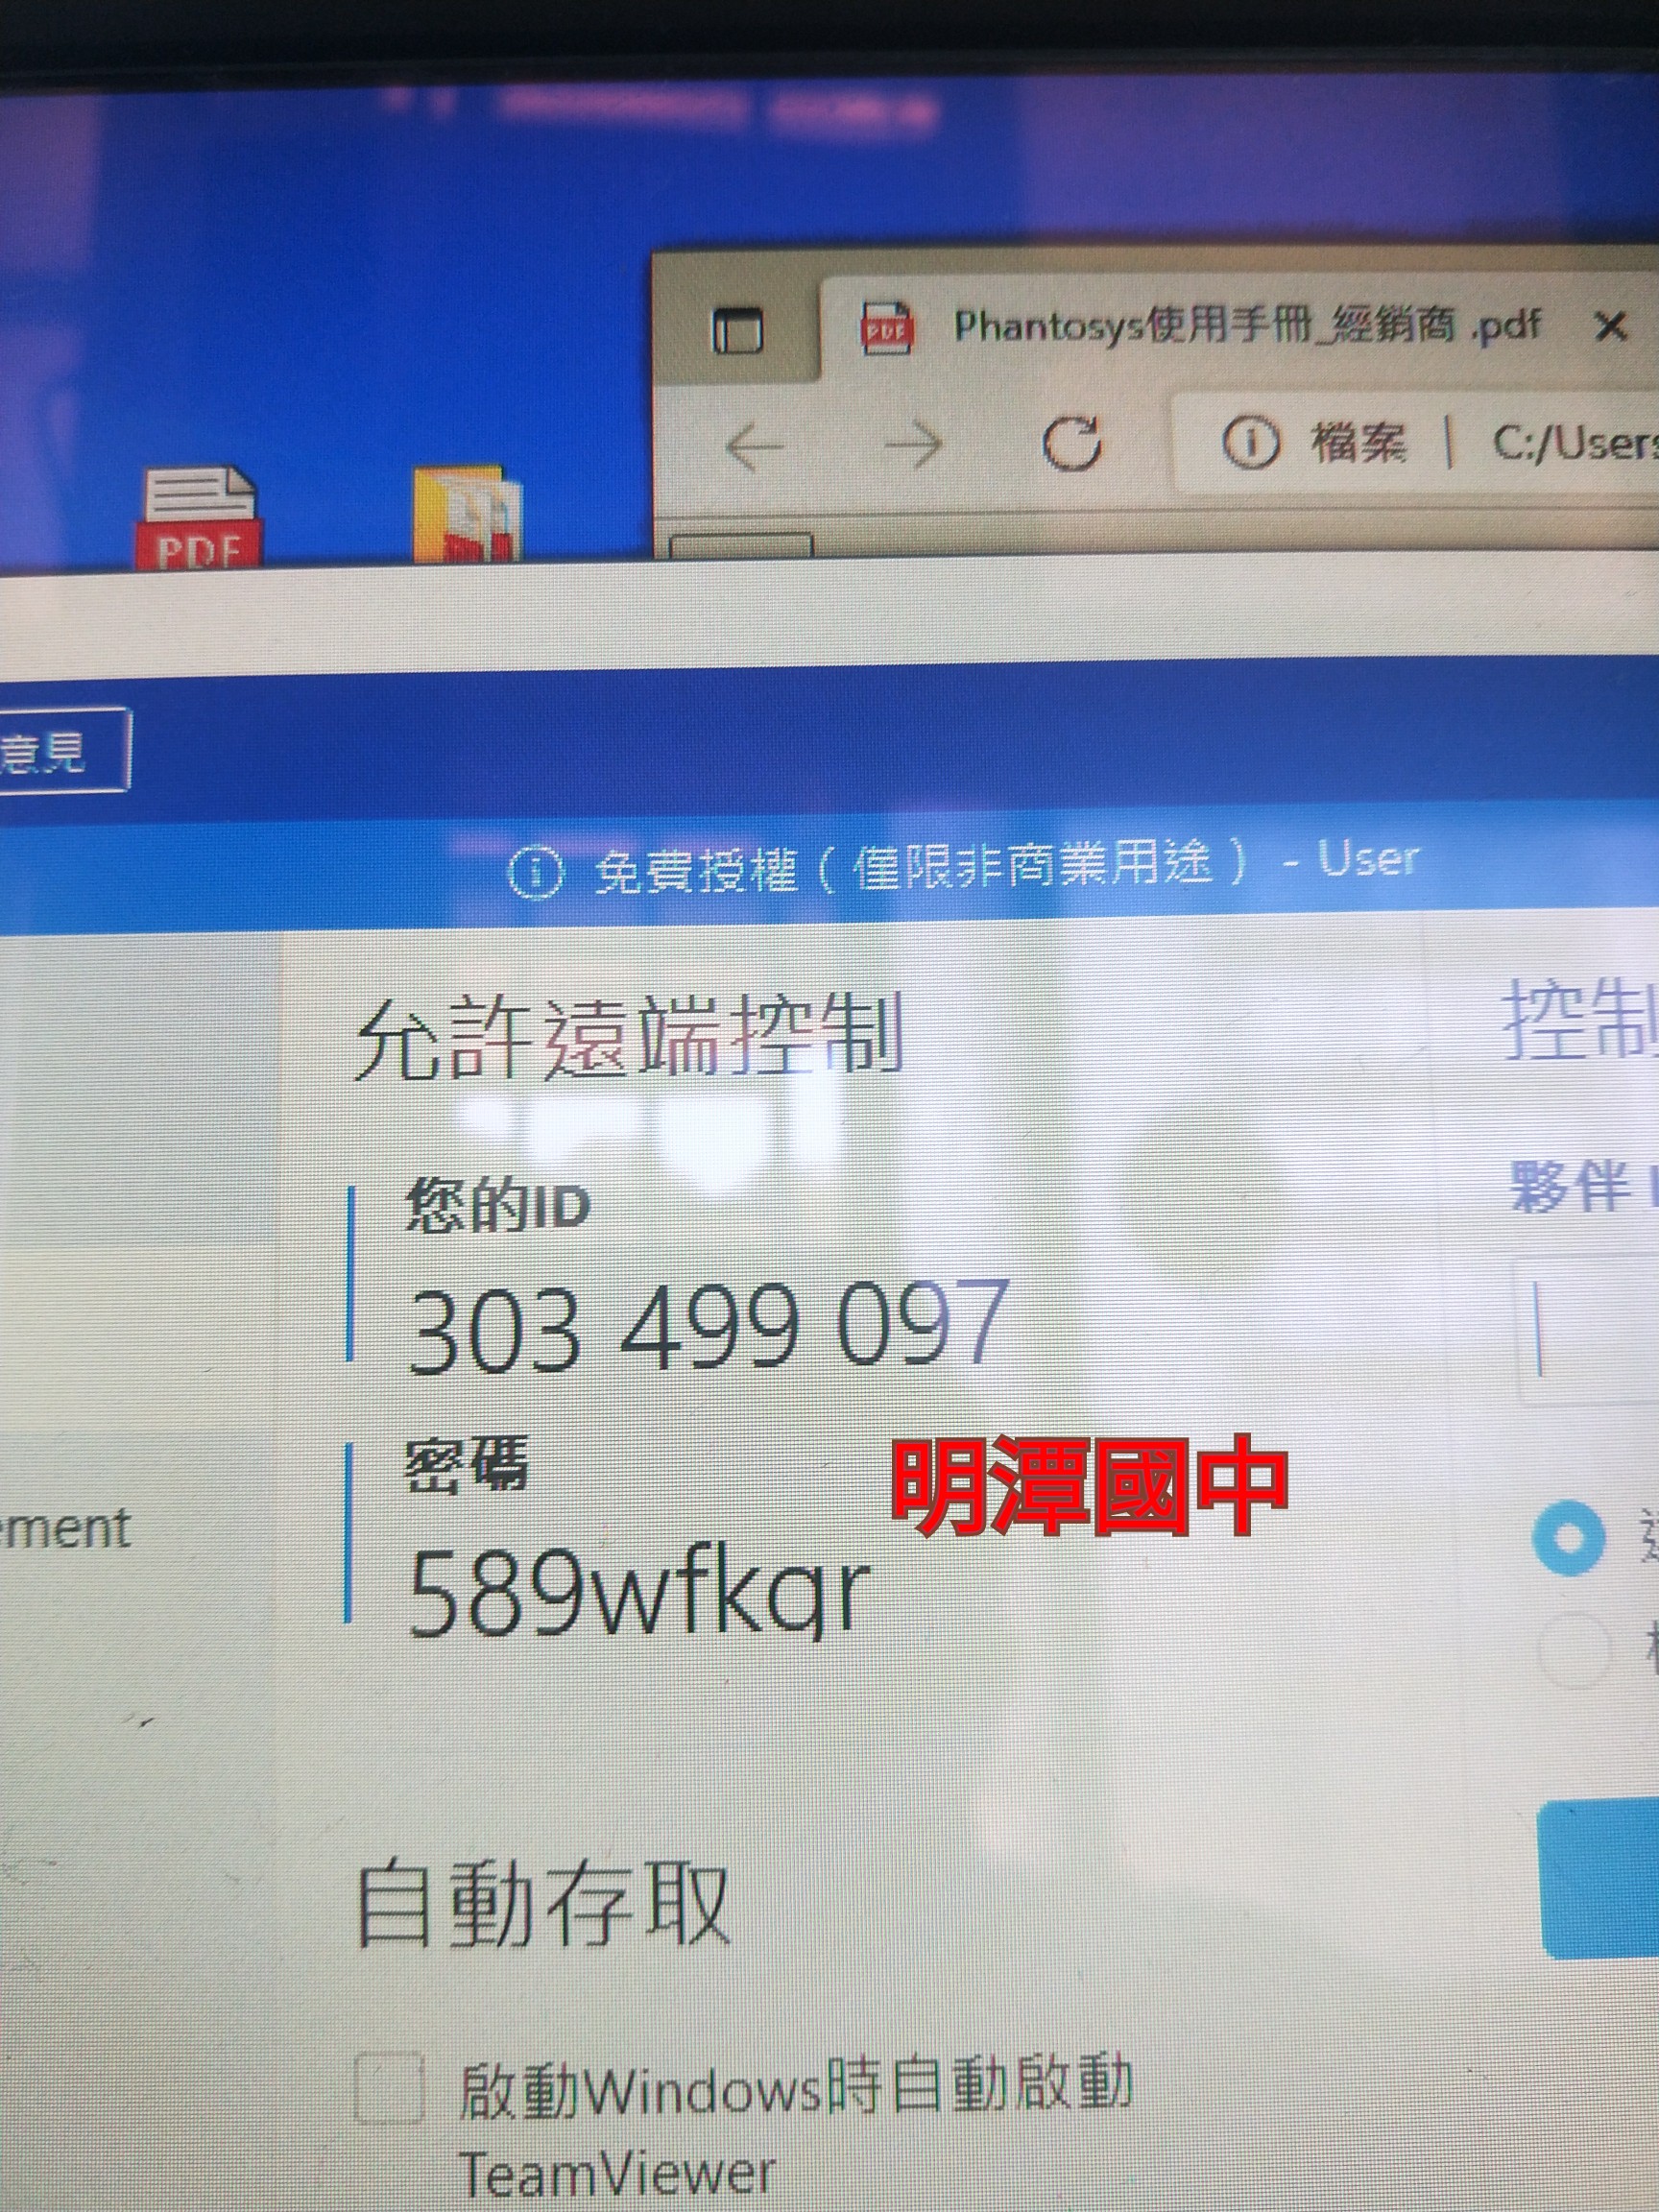 Phantosys使用手冊_經銷商 .pdf
檔案 | C:/Users
PDF
意見
免費授權（僅限非商業用途） - User
允許遠端控制
控制
您的ID
夥伴
303 499 097
密碼
明潭國中
ement
589wfkqr
自動存取
啟動Windows時自動啟動
TeamViewer